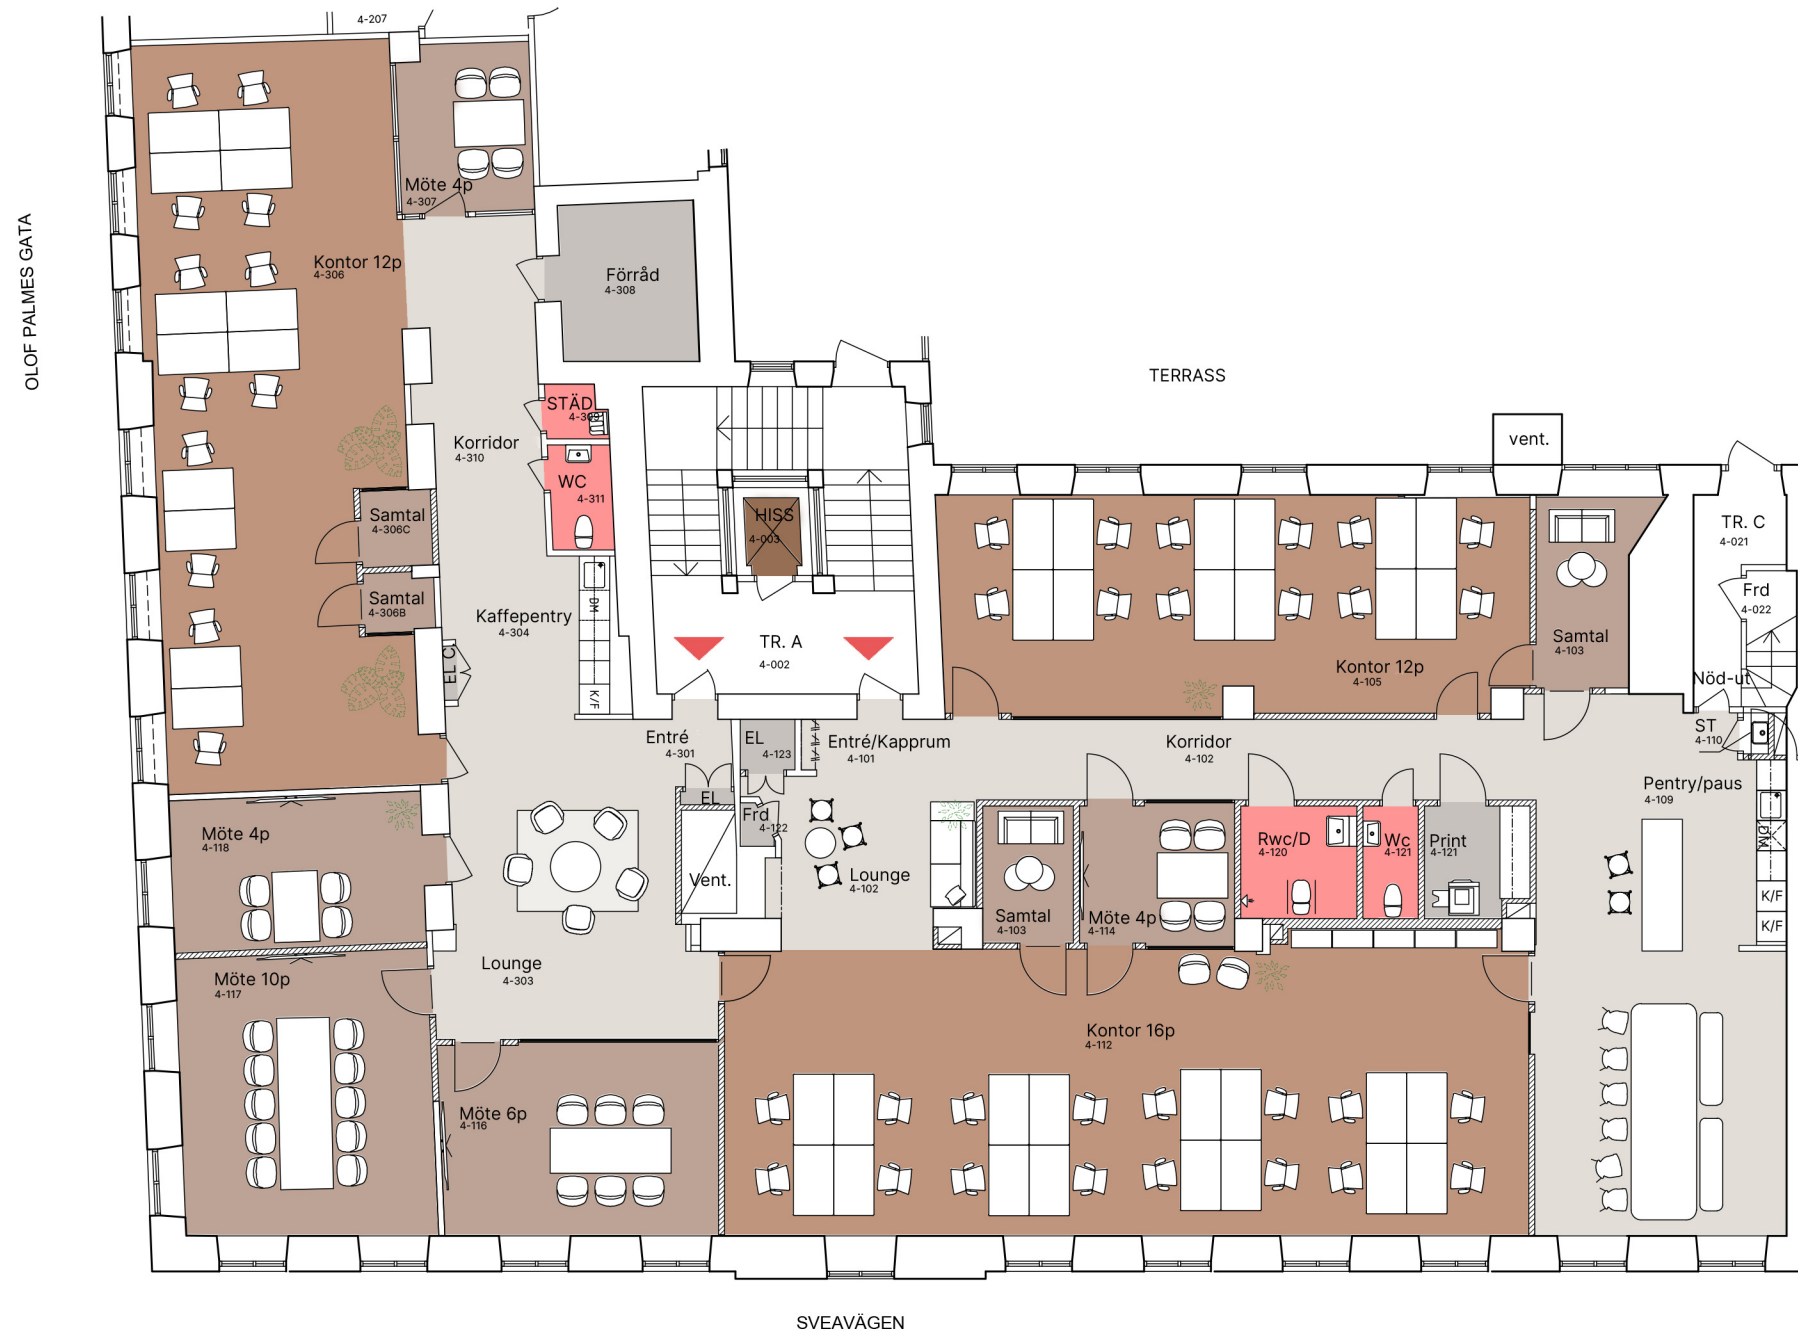 4-207
OLOF PALMES GATA
Möte 4p
4-307
Kontor 12p
4-306
Förråd
4-308
TERRASS
STÄD
4-309
Korridor
4-310
WC
4-311
vent.
Samtal
4-306C
HISS
4-003
TR. C
4-021
Samtal
4-306B
DM
Kaffepentry
4-304
Frd
4-022
TR. A
4-002
Samtal
4-103
EL C
Kontor 12p
4-105
Nöd-ut
K/F
Entré
4-301
EL
4-123
Entré/Kapprum
4-101
Korridor
4-102
ST
4-110
Pentry/paus
4-109
EL
Frd
4-122
Möte 4p
4-118
Rwc/D
4-120
Wc
4-121
Print
4-121
DM
Vent.
Lounge
4-102
K/F
K/F
Samtal
4-103
Möte 4p
4-114
Lounge
4-303
Möte 10p
4-117
Kontor 16p
4-112
Möte 6p
4-116
SVEAVÄGEN